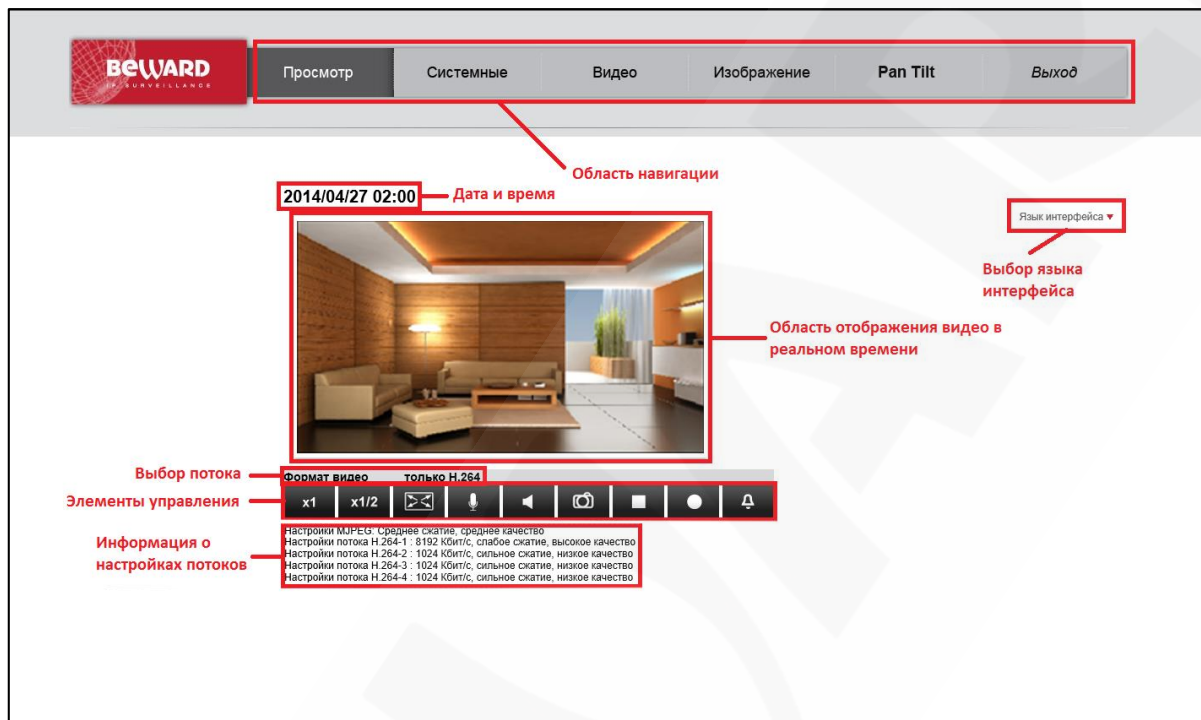 BEWARD
IP SURVEILLANCE
Просмотр
Системные
Видео
Изображение
Pan Tilt
Выход
Область навигации
2014/04/27 02:00
Дата и время
Язык интерфейса
Выбор языка
интерфейса
Область отображения видео в
реальном времени
Выбор потока
Формат видео только H.264
Элементы управления
x1
x1/2
Информация о
настройках потоков
Настройки MJPEG: Среднее сжатие, среднее качество
Настройки потока H.264-1 : 8192 Кбит/с, слабое сжатие, высокое качество
Настройки потока H.264-2 : 1024 Кбит/с, сильное сжатие, низкое качество
Настройки потока H.264-3 : 1024 Кбит/с, сильное сжатие, низкое качество
Настройки потока H.264-4 : 1024 Кбит/с, сильное сжатие, низкое качество